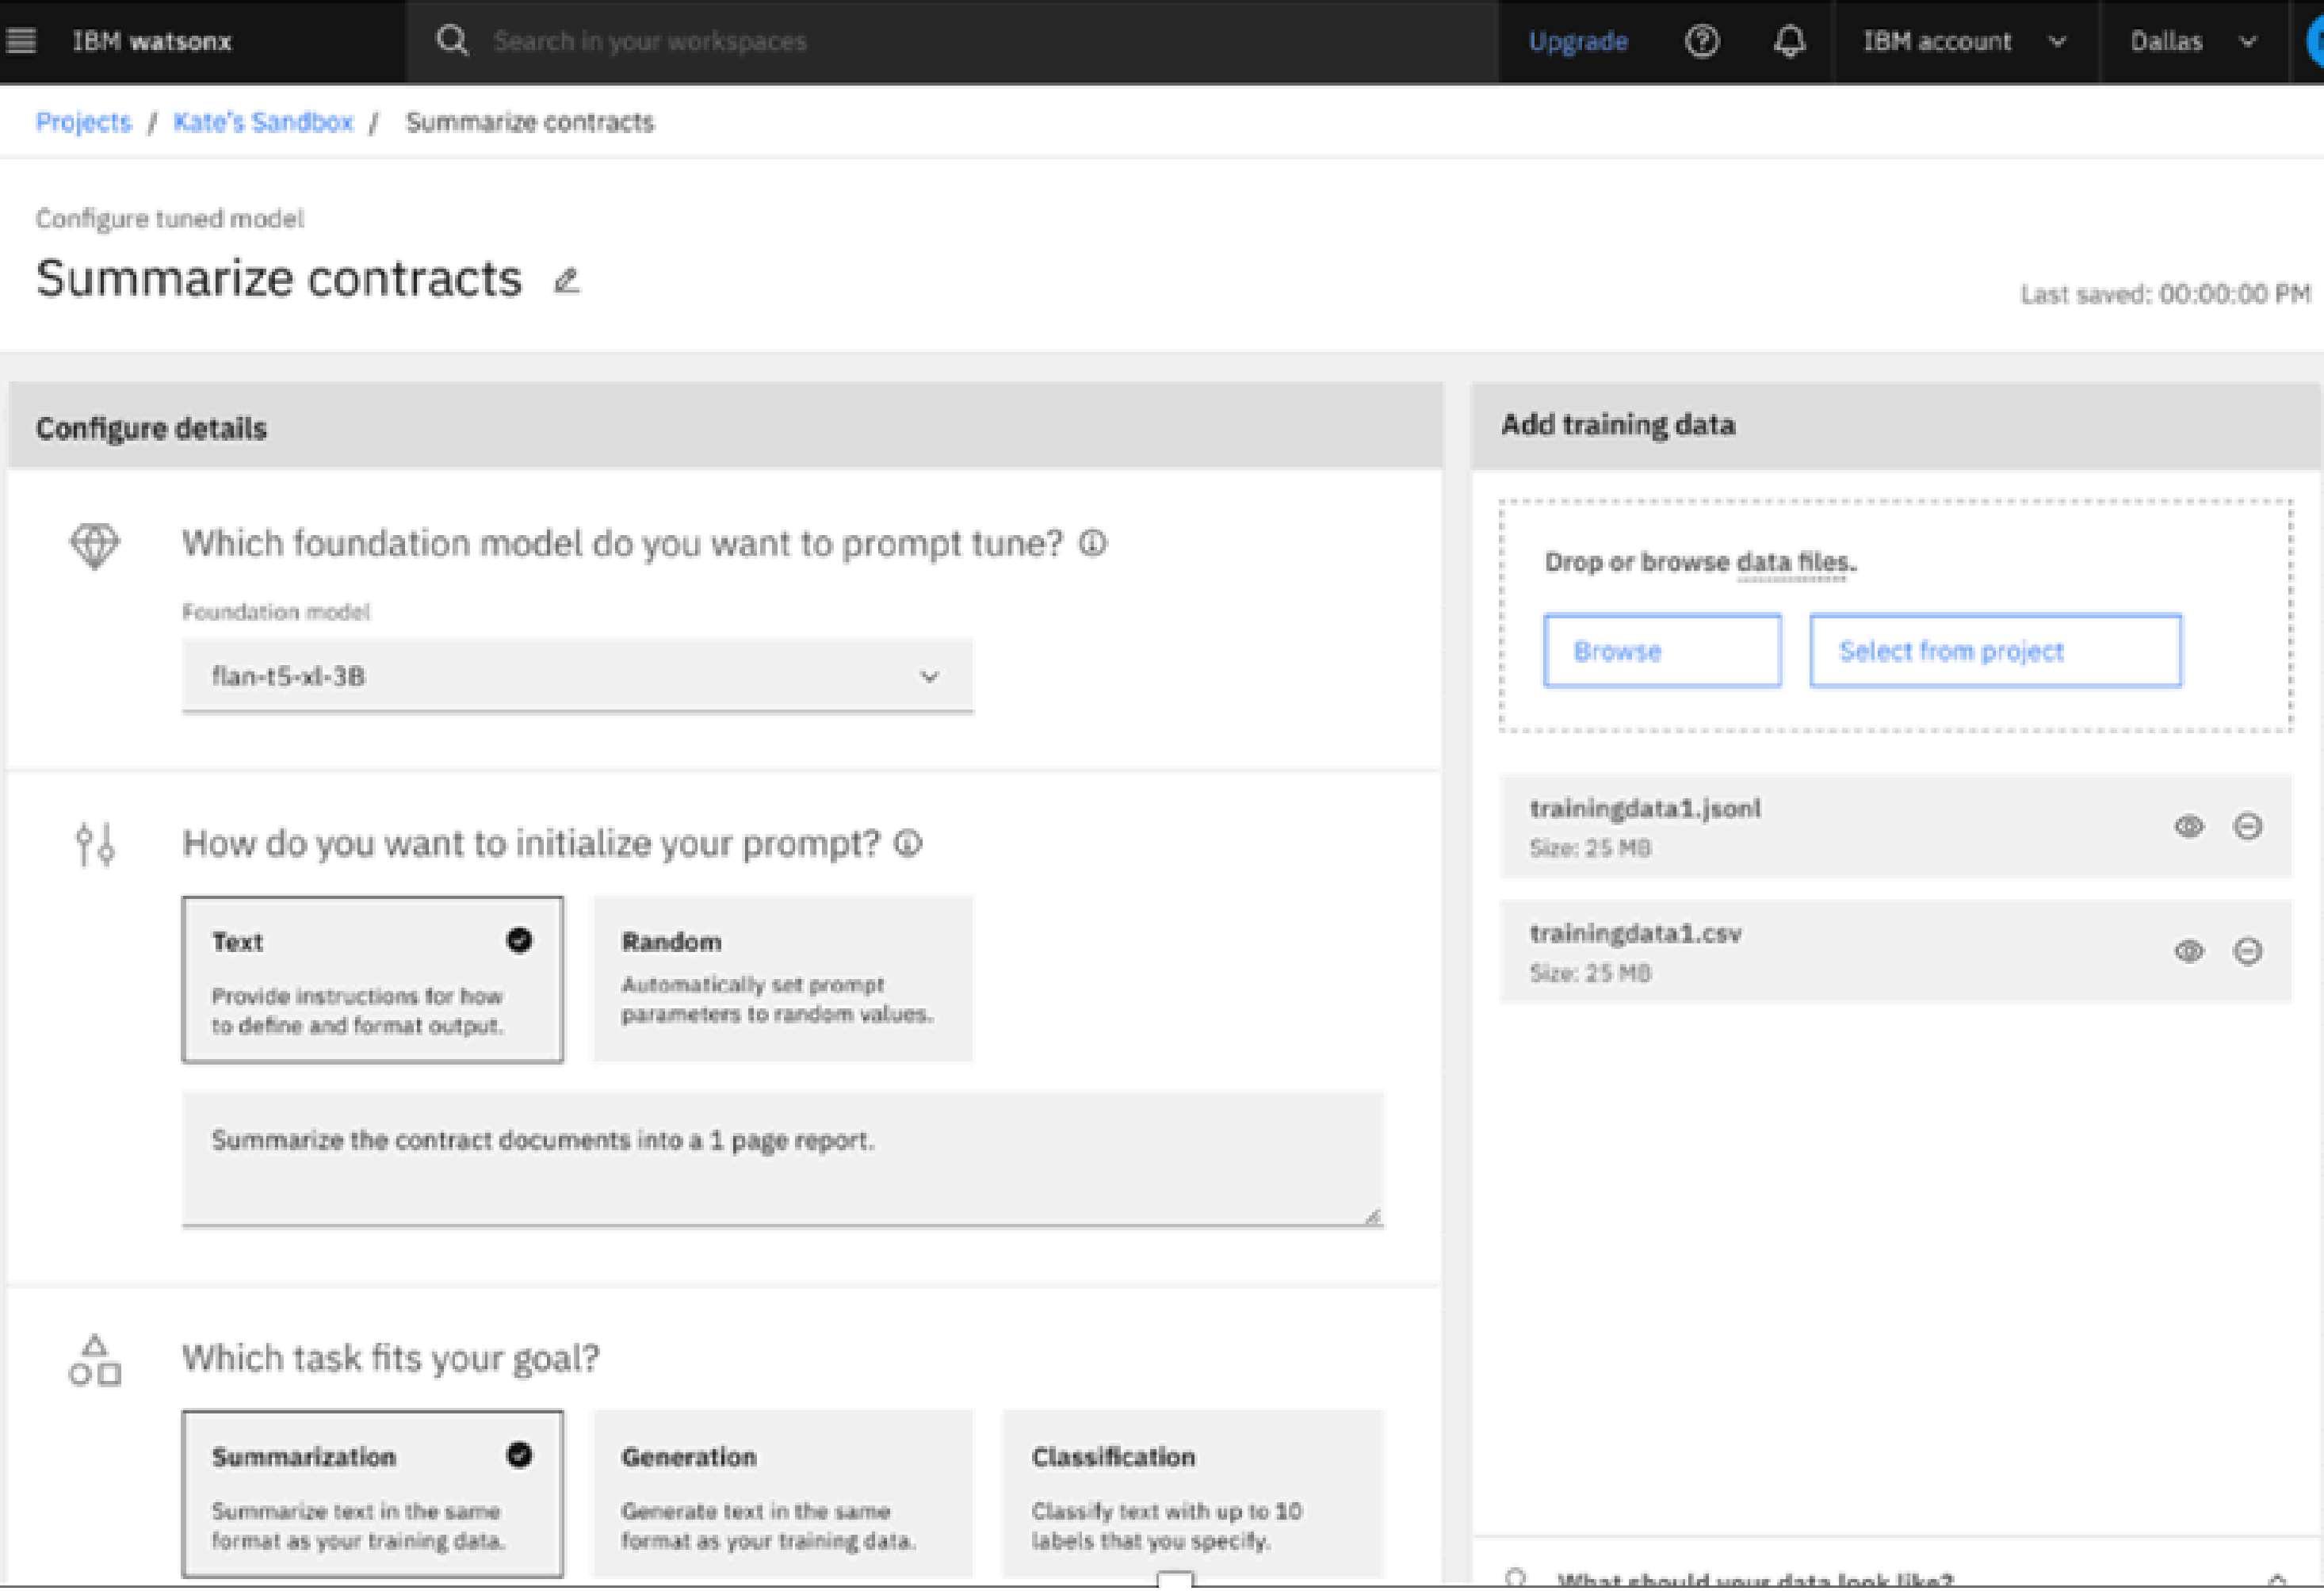 IBM watsonx
Search in your workspaces
Upgrade
IBM account
Dallas
Projects / Kate's Sandbox / Summarize contracts
Configure tuned model
Summarize contracts
Last saved: 00:00:00 PM
Configure details
Which foundation model do you want to prompt tune?
Foundation model
flan-t5-xl-3B
How do you want to initialize your prompt?
Text
Provide instructions for how
to define and format output.
Random
Automatically set prompt
parameters to random values.
Summarize the contract documents into a 1 page report.
Which task fits your goal?
Summarization
Summarize text in the same
format as your training data.
Generation
Generate text in the same
format as your training data.
Classification
Classify text with up to 10
labels that you specify.
Add training data
Drop or browse data files.
Browse
Select from project
trainingdata1.jsonl
Size: 25 MB
trainingdata1.csv
Size: 25 MB
What should your data look like?